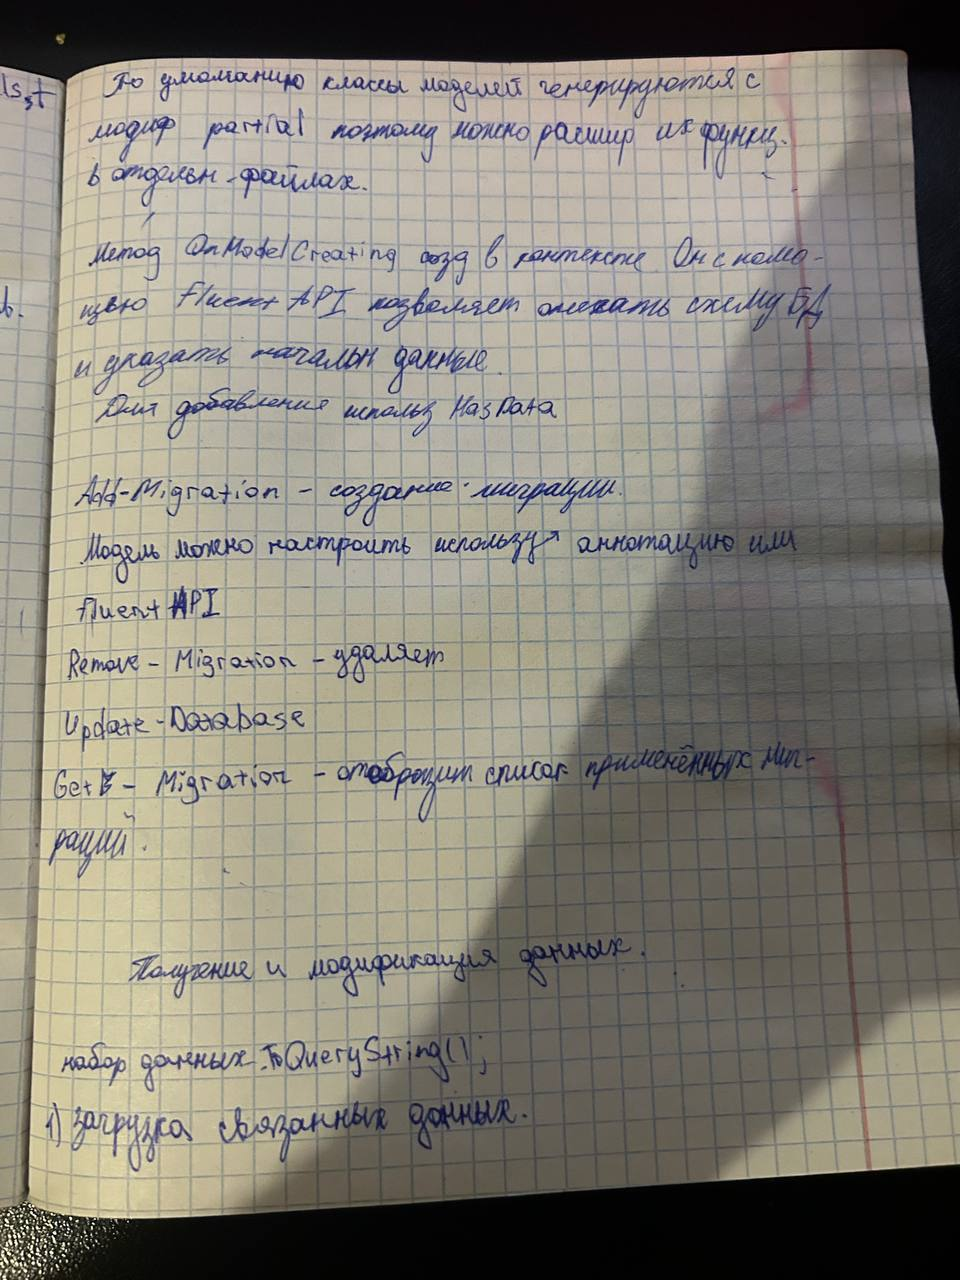 ls,t
По умолчанию классы моделей генерируются с
модиф partial поэтому можно расшир их функц.
в отдельн-файлах.
Метод OnModelCreating созд в контексте. Он с помо-
щью Fluent API позволяет описать схему БД
и указать начальн данные.
Для добавления использ HasData
Add-Migration - создание миграции.
Модель можно настроить использу аннотацию или
Fluent API
Remove - Migration - удаляет
Update-Database
Get - Migration - отобразит список применённых миг-
раций.
Получение и модификация данных.
набор данных.ToQueryString();
1) загрузка связанных данных.